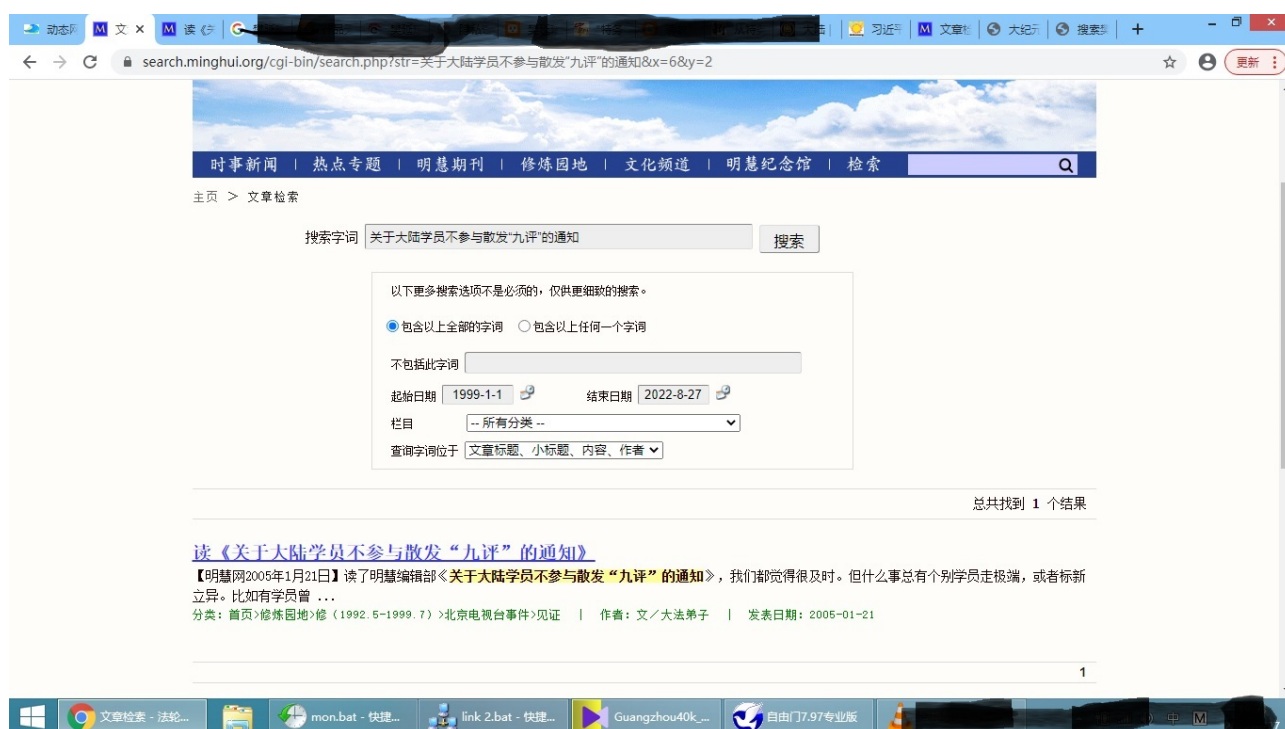 动态网
文
读《关
习近平
文章检
大纪元
搜索结
search.minghui.org/cgi-bin/search.php?str=关于大陆学员不参与散发“九评”的通知&x=6&y=2
更新
时事新闻 | 热点专题 | 明慧期刊 | 修炼园地 | 文化频道 | 明慧纪念馆 | 检索
主页 > 文章检索
搜索字词 关于大陆学员不参与散发“九评”的通知 搜索
以下更多搜索选项不是必须的，仅供更细致的搜索。
包含以上全部的字词 包含以上任何一个字词
不包括此字词
起始日期 1999-1-1 结束日期 2022-8-27
栏目 -- 所有分类 --
查询字词位于 文章标题、小标题、内容、作者
总共找到 1 个结果
读《关于大陆学员不参与散发“九评”的通知》
【明慧网2005年1月21日】读了明慧编辑部《关于大陆学员不参与散发“九评”的通知》，我们都觉得很及时。但什么事总有个别学员走极端，或者标新
立异。比如有学员曾 ...
分类：首页>修炼园地>修（1992.5-1999.7）>北京电视台事件>见证 | 作者：文／大法弟子 | 发表日期：2005-01-21
1
文章检索 - 法轮... mon.bat - 快捷... link 2.bat - 快捷... Guangzhou40k_... 自由门7.97专业版 中 M